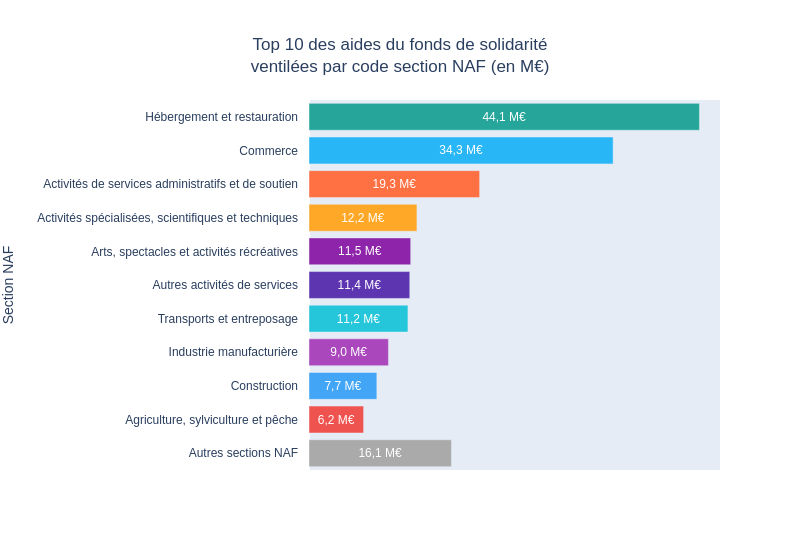 Top 10 des aides du fonds de solidarité
ventilées par code section NAF (en M€)
Section NAF
Hébergement et restauration 44,1 M€
Commerce 34,3 M€
Activités de services administratifs et de soutien 19,3 M€
Activités spécialisées, scientifiques et techniques 12,2 M€
Arts, spectacles et activités récréatives 11,5 M€
Autres activités de services 11,4 M€
Transports et entreposage 11,2 M€
Industrie manufacturière 9,0 M€
Construction 7,7 M€
Agriculture, sylviculture et pêche 6,2 M€
Autres sections NAF 16,1 M€